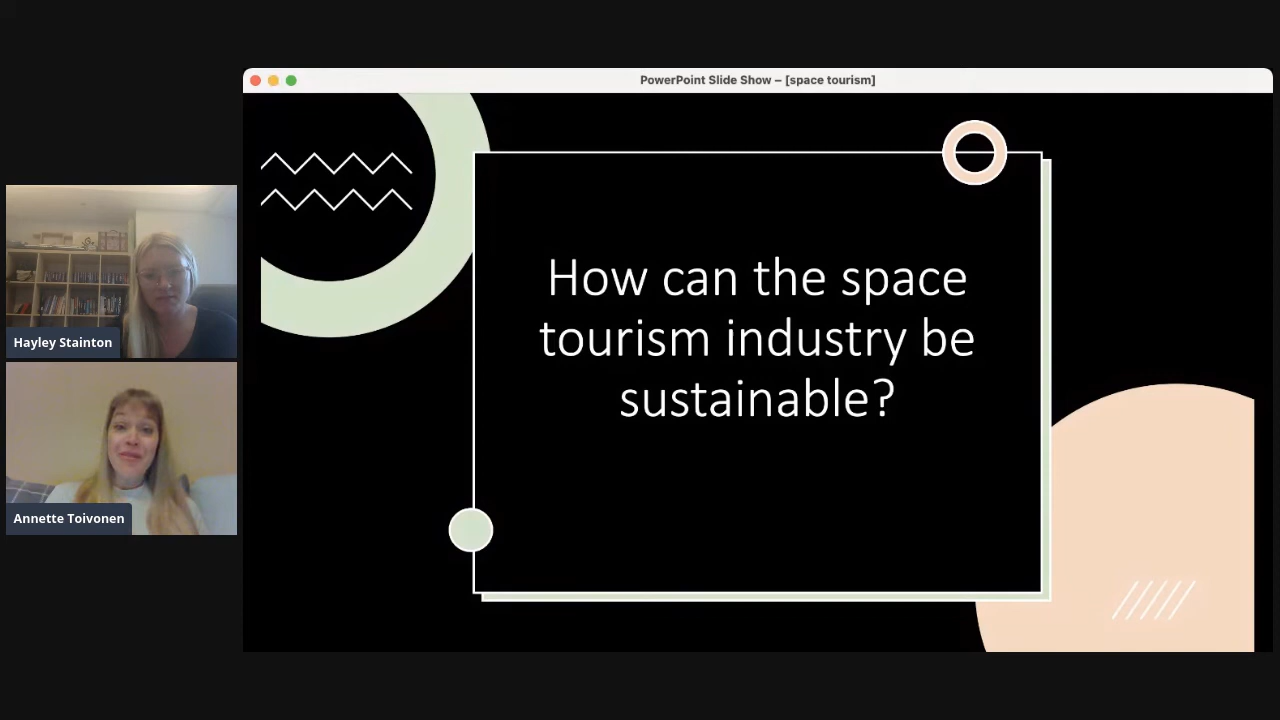 PowerPoint Slide Show – [space tourism]
Hayley Stainton
Annette Toivonen
How can the space
tourism industry be
sustainable?